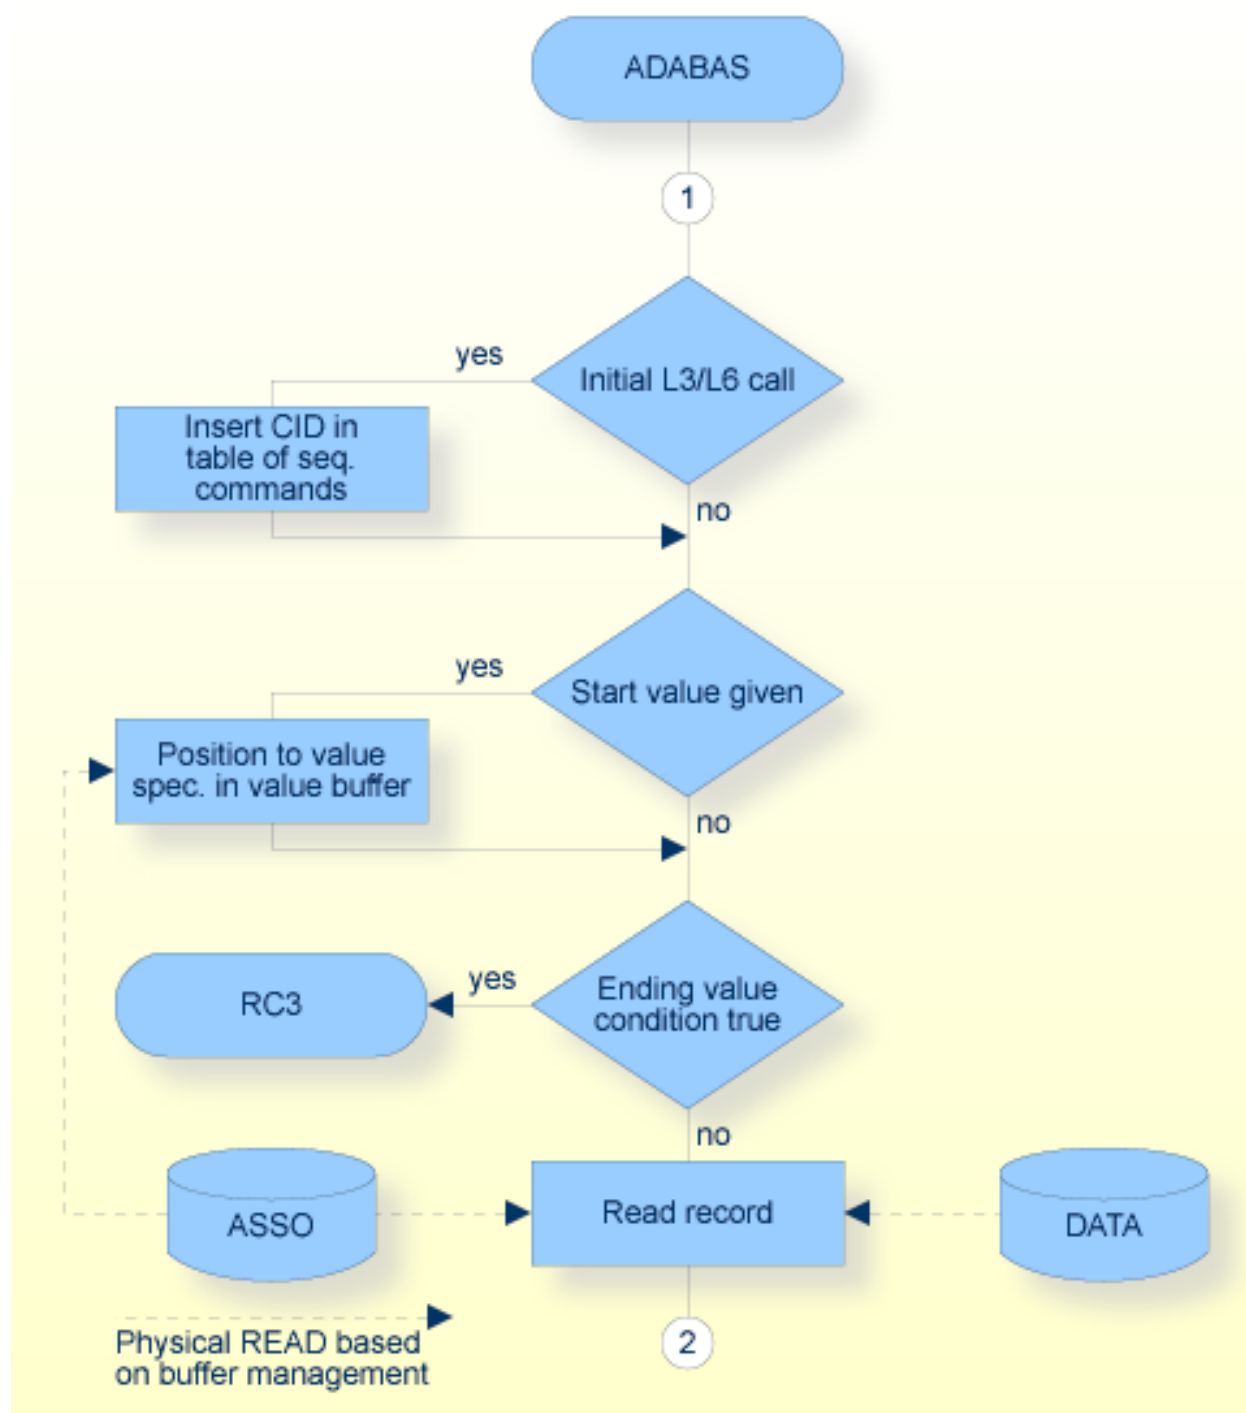 ADABAS
1
yes
Initial L3/L6 call
Insert CID in
table of seq.
commands
no
yes
Start value given
Position to value
spec. in value buffer
no
yes
Ending value
condition true
RC3
no
ASSO
Read record
DATA
Physical READ based
on buffer management
2